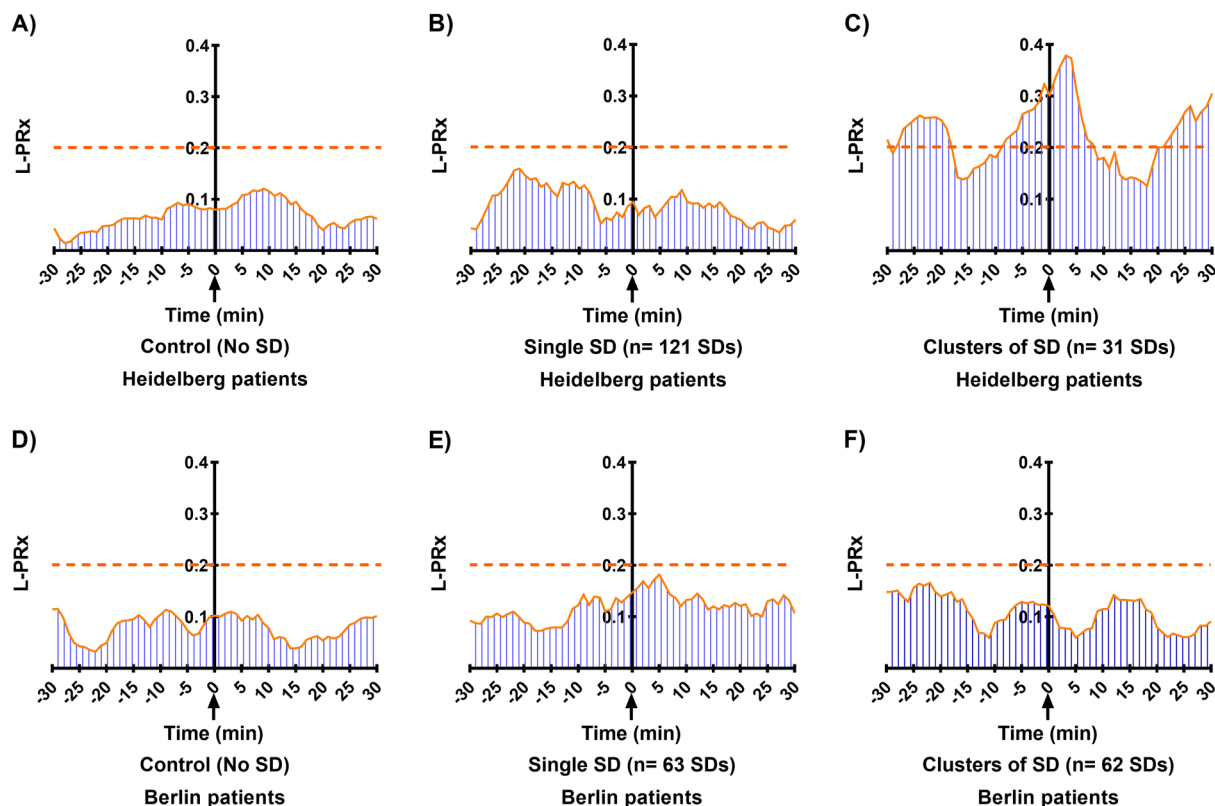 A)
0.4
0.3
0.2
0.1
L-PRx
-30 -25 -20 -15 -10 -5 0 5 10 15 20 25 30
Time (min)
Control (No SD)
Heidelberg patients
B)
0.4
0.3
0.2
0.1
L-PRx
-30 -25 -20 -15 -10 -5 0 5 10 15 20 25 30
Time (min)
Single SD (n= 121 SDs)
Heidelberg patients
C)
0.4
0.3
0.2
0.1
L-PRx
-30 -25 -20 -15 -10 -5 0 5 10 15 20 25 30
Time (min)
Clusters of SD (n= 31 SDs)
Heidelberg patients
D)
0.4
0.3
0.2
0.1
L-PRx
-30 -25 -20 -15 -10 -5 0 5 10 15 20 25 30
Time (min)
Control (No SD)
Berlin patients
E)
0.4
0.3
0.2
0.1
L-PRx
-30 -25 -20 -15 -10 -5 0 5 10 15 20 25 30
Time (min)
Single SD (n= 63 SDs)
Berlin patients
F)
0.4
0.3
0.2
0.1
L-PRx
-30 -25 -20 -15 -10 -5 0 5 10 15 20 25 30
Time (min)
Clusters of SD (n= 62 SDs)
Berlin patients